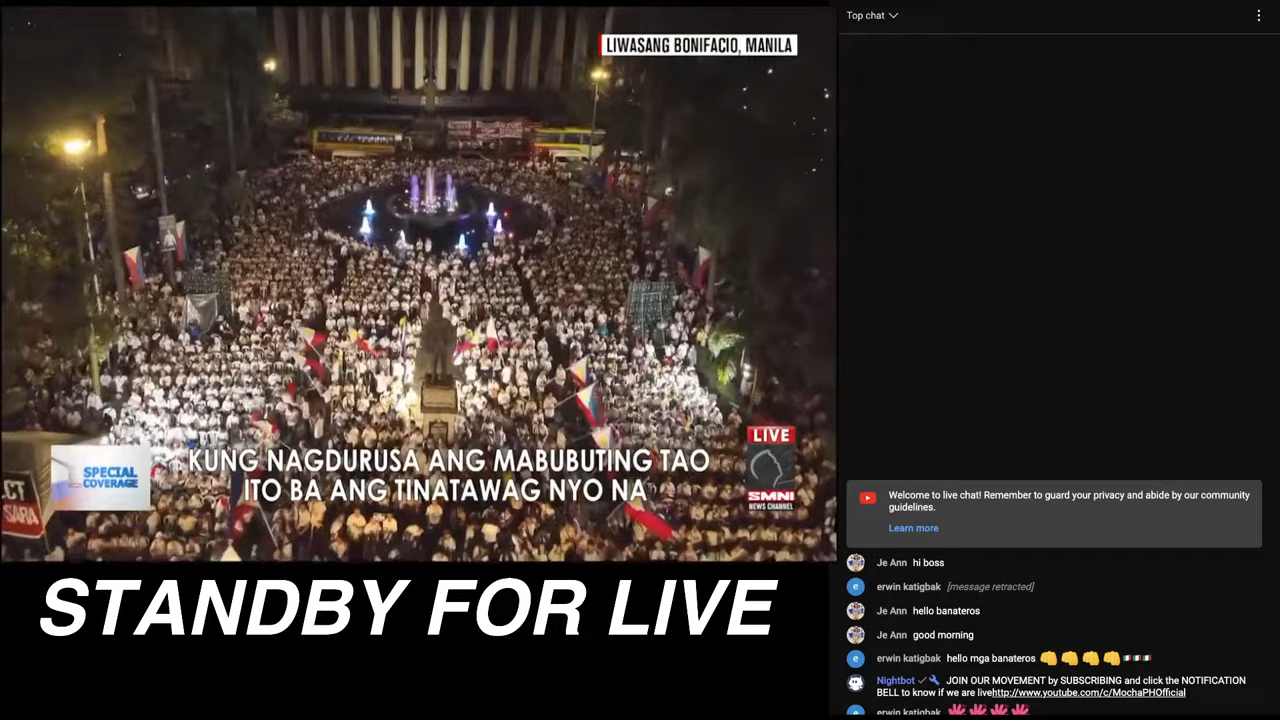 Top chat
LIWASANG BONIFACIO, MANILA
LIVE
KUNG NAGDURUSA ANG MABUBUTING TAO
ITO BA ANG TINATAWAG NYO NA
SPECIAL
COVERAGE
SMNI
NEWS CHANNEL
CT
SARA
STANDBY FOR LIVE
Welcome to live chat! Remember to guard your privacy and abide by our community
guidelines.
Learn more
Je Ann hi boss
e erwin katigbak [message retracted]
Je Ann hello banateros
Je Ann good morning
e erwin katigbak hello mga banateros
Nightbot JOIN OUR MOVEMENT by SUBSCRIBING and click the NOTIFICATION
BELL to know if we are livehttp://www.youtube.com/c/MochaPHOfficial
e erwin katigbak